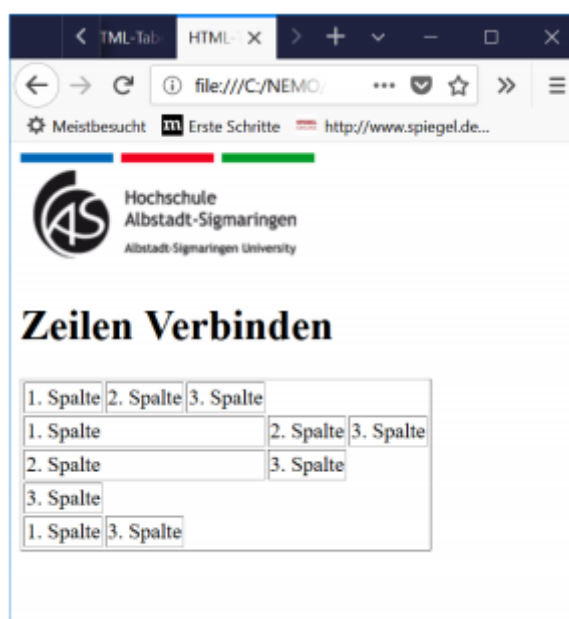 TML-Tab HTML-T
file:///C:/NEMO/
Meistbesucht m Erste Schritte http://www.spiegel.de...
AS
Hochschule
Albstadt-Sigmaringen
Albstadt-Sigmaringen University
Zeilen Verbinden
1. Spalte 2. Spalte 3. Spalte
1. Spalte 2. Spalte 3. Spalte
2. Spalte 3. Spalte
3. Spalte
1. Spalte 3. Spalte